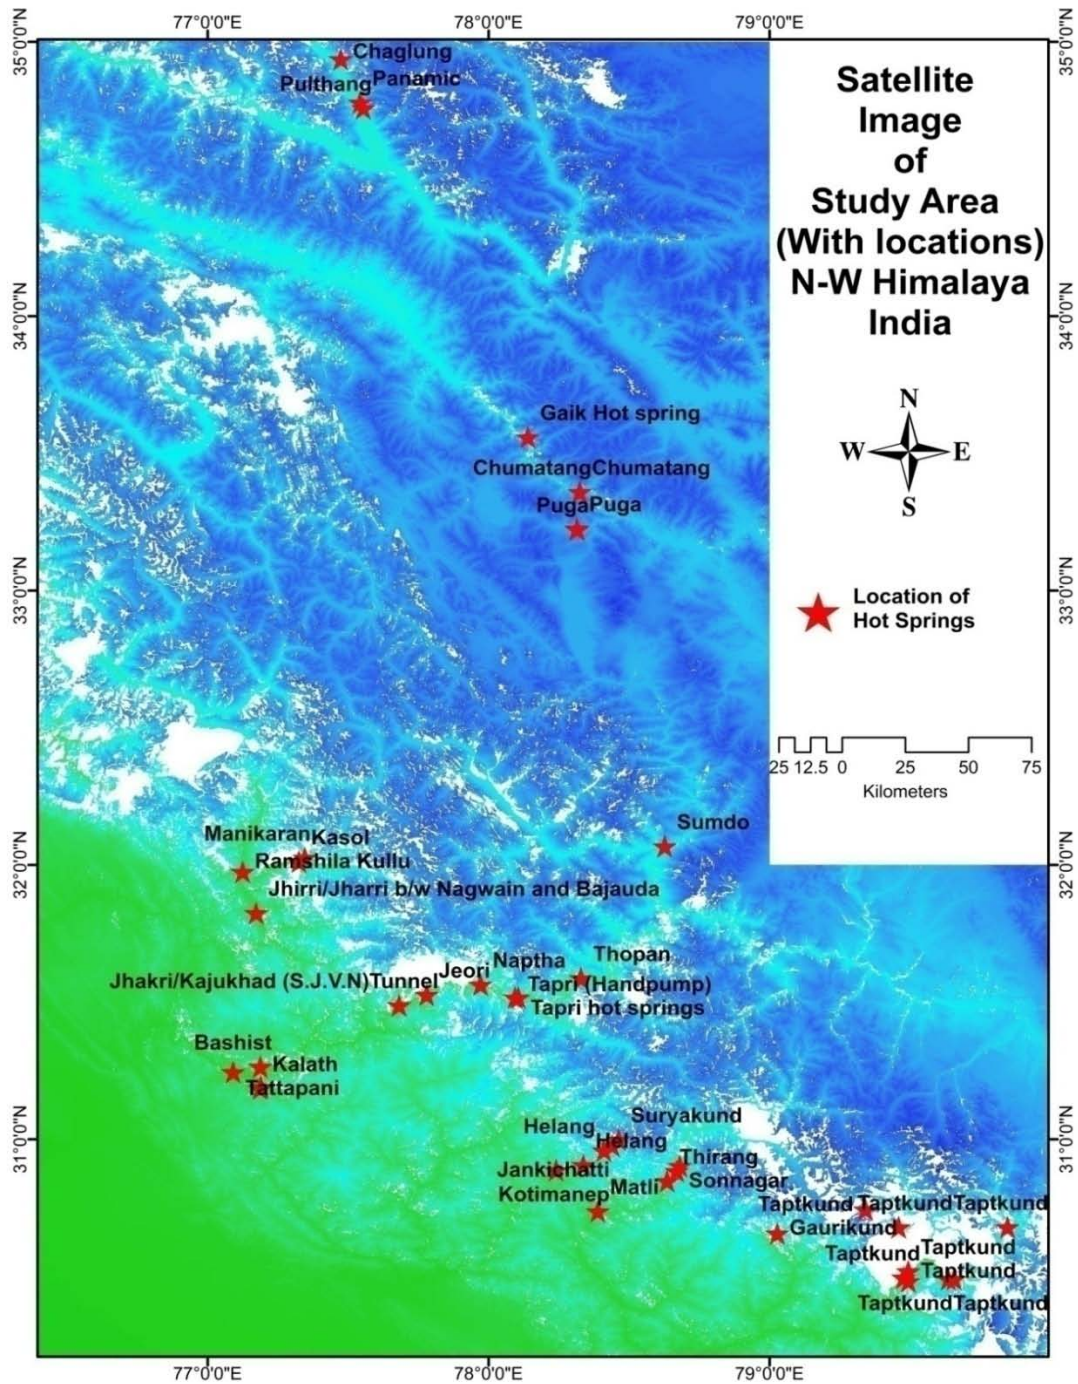 77°0'0"E 78°0'0"E 79°0'0"E
35°0'0"N
35°0'0"N
Chaglung
Pulthang Panamic
Satellite
Image
of
Study Area
(With locations)
N-W Himalaya
India
34°0'0"N
34°0'0"N
N
W E
S
Gaik Hot spring
Chumatang Chumatang
Puga Puga
33°0'0"N
33°0'0"N
Location of
Hot Springs
25 12.5 0 25 50 75
Kilometers
Sumdo
Manikaran Kasol
32°0'0"N
32°0'0"N
Ramshila Kullu
Jhirri/Jharri b/w Nagwain and Bajauda
Thopan
Naptha
Jeori
Jhakri/Kajukhad (S.J.V.N)Tunnel
Tapri (Handpump)
Tapri hot springs
Bashist
Kalath
Tattapani
31°0'0"N
31°0'0"N
Suryakund
Helang
Helang
Thirang
Jankichatti
Sonnagar
Matli
Kotimanep
Taptkund Taptkund Taptkund
Gaurikund
Taptkund Taptkund
Taptkund
Taptkund Taptkund
77°0'0"E 78°0'0"E 79°0'0"E